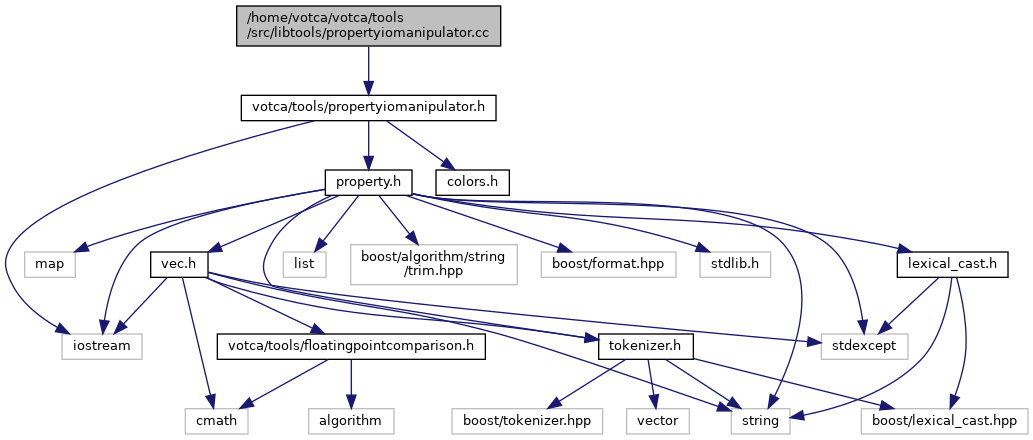 /home/votca/votca/tools
/src/libtools/propertyiomanipulator.cc
votca/tools/propertyiomanipulator.h
property.h
colors.h
map
vec.h
list
boost/algorithm/string
/trim.hpp
boost/format.hpp
stdlib.h
lexical_cast.h
iostream
votca/tools/floatingpointcomparison.h
tokenizer.h
stdexcept
cmath
algorithm
boost/tokenizer.hpp
vector
string
boost/lexical_cast.hpp